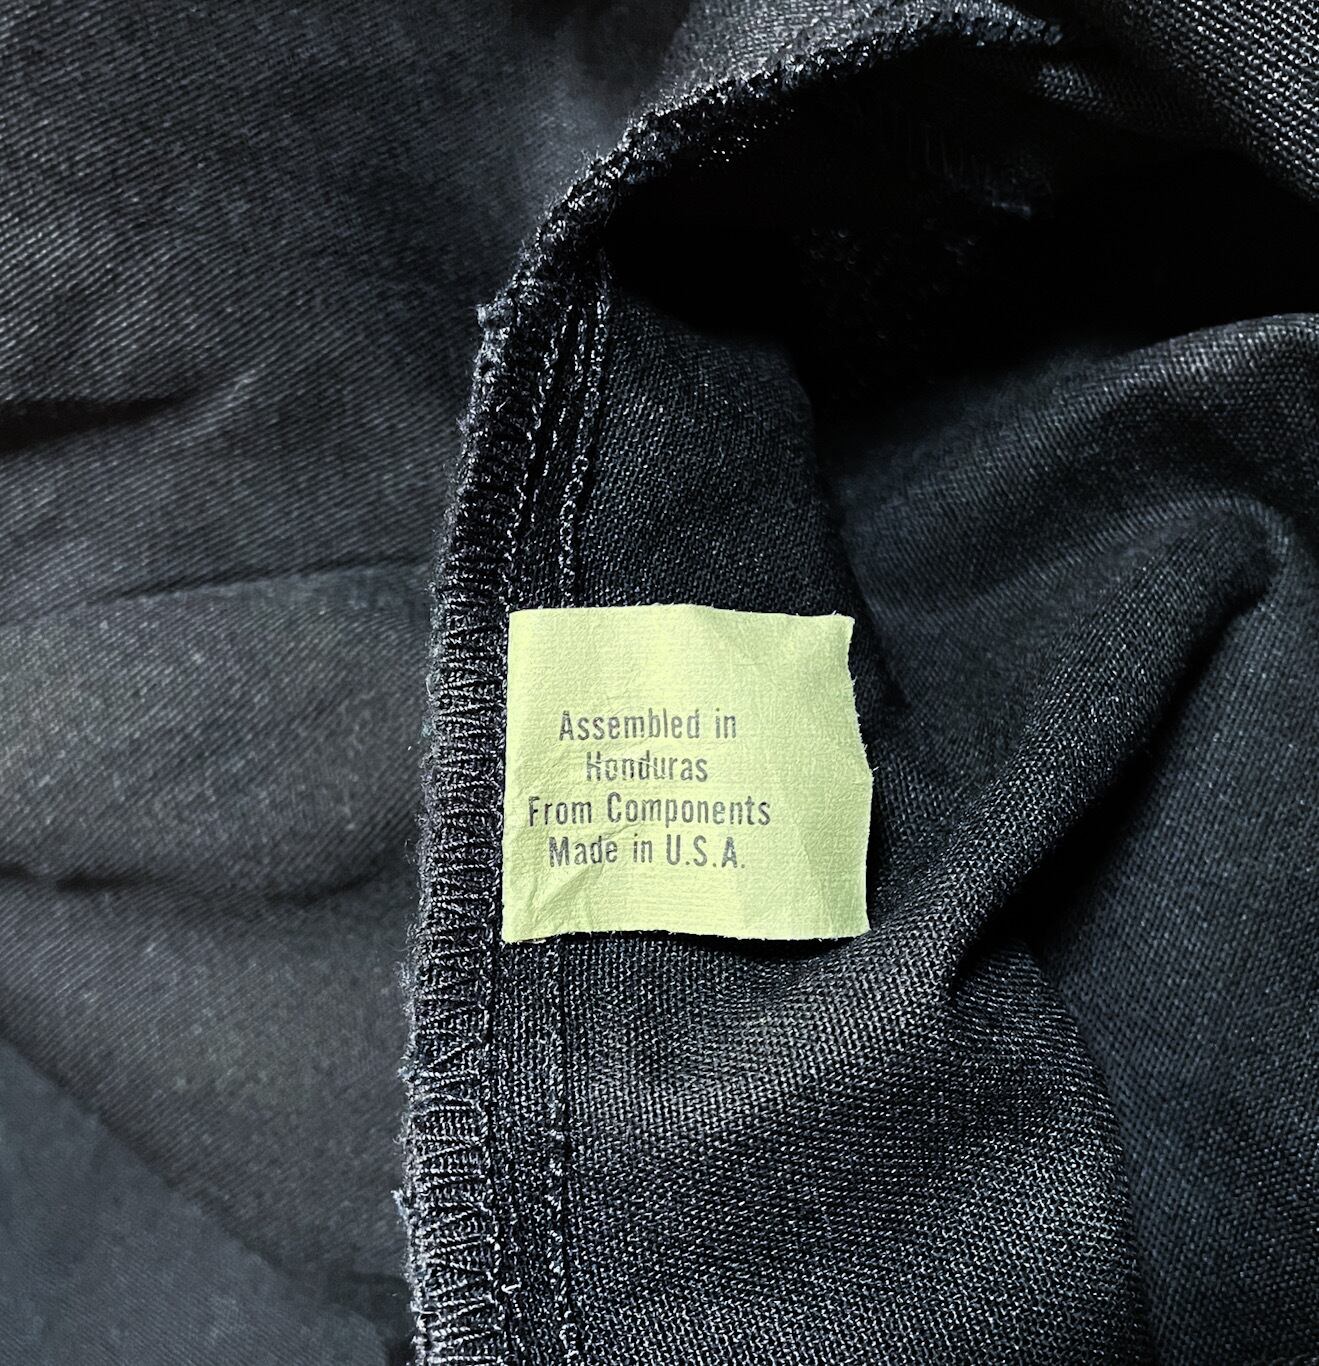 Assembled in
Honduras
From Components
Made in U.S.A.